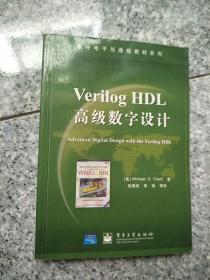 国外电子与通信教材系列
Verilog HDL
高级数字设计
Advanced Digital Design with the Verilog HDL
VERILOG HDL
[美] Michael D. Ciletti 著
张雅绮 李锵 等译
电子工业出版社